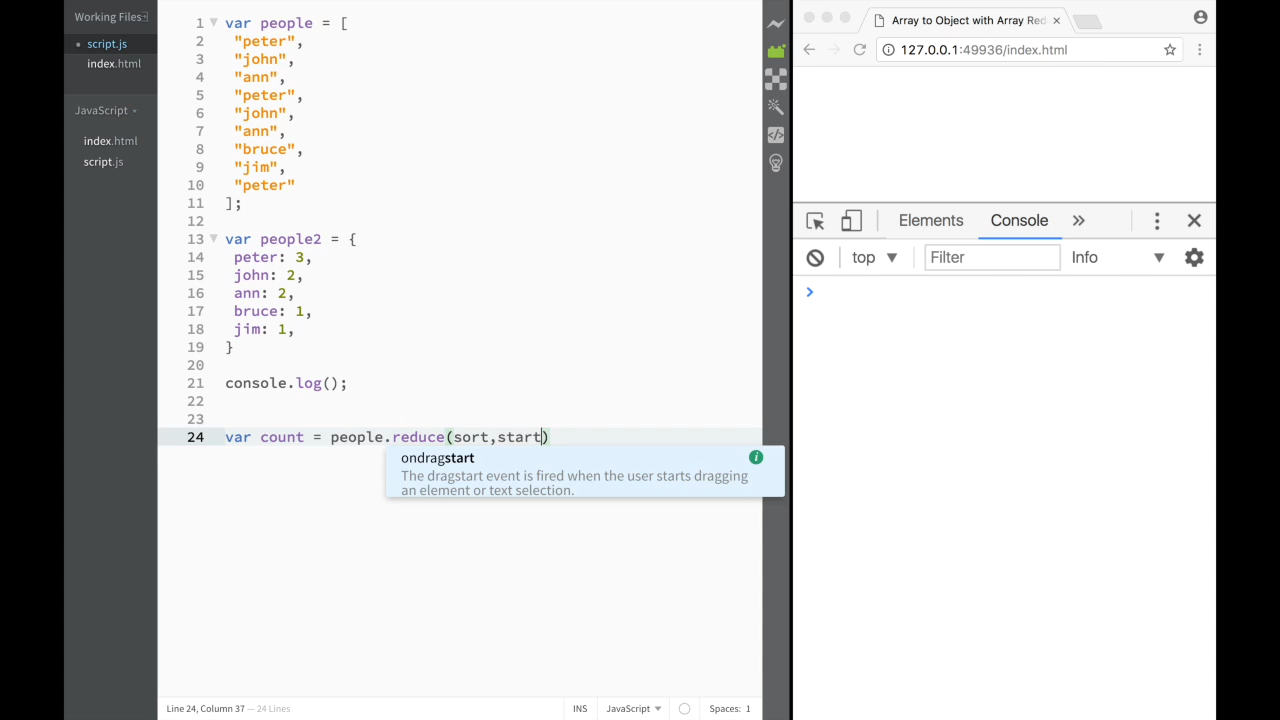 Working Files
script.js
index.html
JavaScript
index.html
script.js
1 var people = [
2 "peter",
3 "john",
4 "ann",
5 "peter",
6 "john",
7 "ann",
8 "bruce",
9 "jim",
10 "peter"
11 ];
12
13 var people2 = {
14 peter: 3,
15 john: 2,
16 ann: 2,
17 bruce: 1,
18 jim: 1,
19 }
20
21 console.log();
22
23
24 var count = people.reduce(sort,start)
ondragstart
The dragstart event is fired when the user starts dragging
an element or text selection.
Line 24, Column 37 — 24 Lines
INS
JavaScript
Spaces: 1
Array to Object with Array Red
127.0.0.1:49936/index.html
Elements Console
top Filter Info